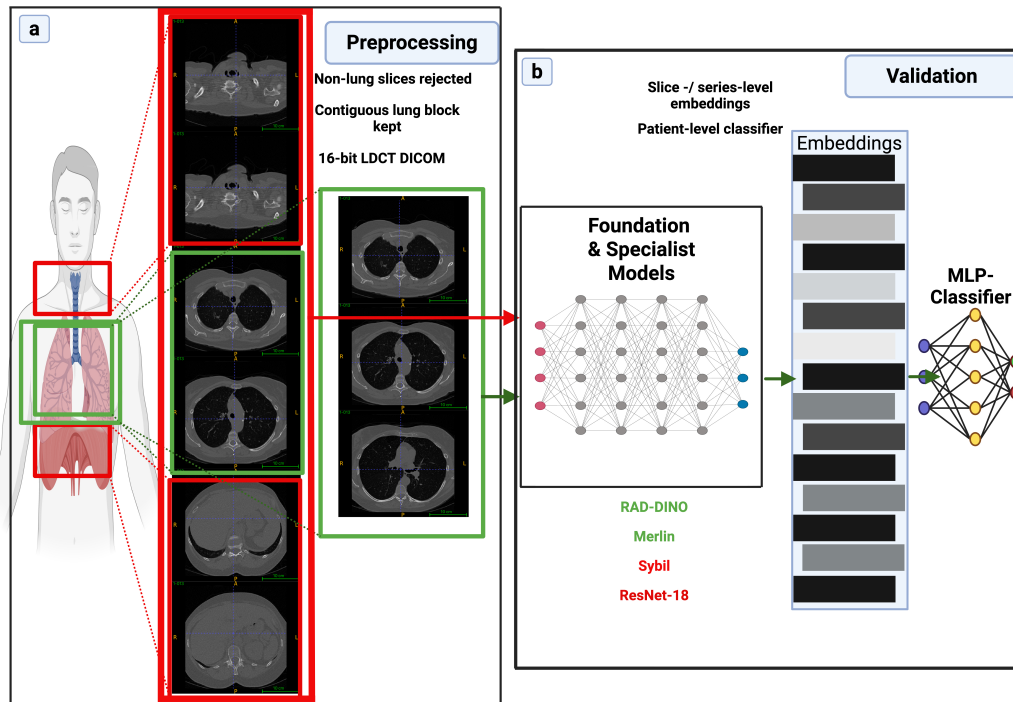 a
Preprocessing
Non-lung slices rejected
Contiguous lung block
kept
16-bit LDCT DICOM
b
Validation
Slice -/ series-level
embeddings
Patient-level classifier
Embeddings
Foundation
& Specialist
Models
MLP-
Classifier
RAD-DINO
Merlin
Sybil
ResNet-18